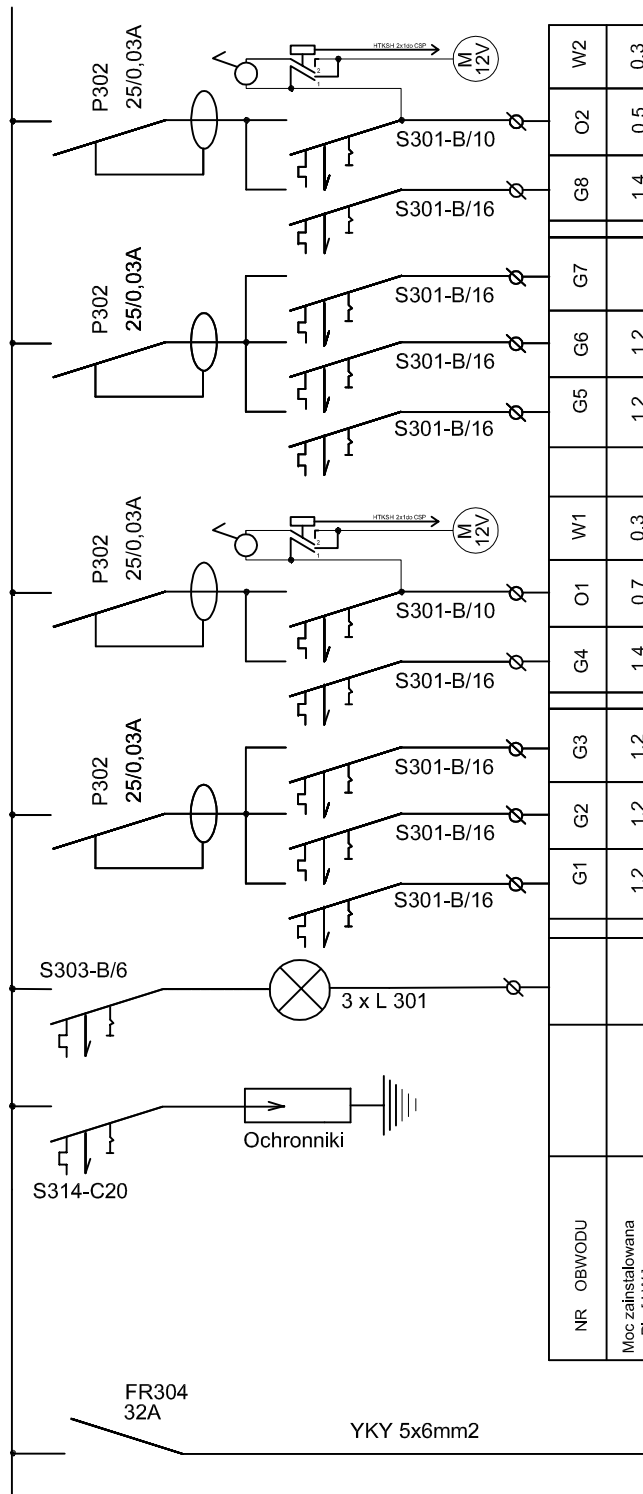 P302
25/0,03A
HTKSH 2x1do CSP
2
1
M
12V
S301-B/10
S301-B/16
P302
25/0,03A
S301-B/16
S301-B/16
S301-B/16
P302
25/0,03A
HTKSH 2x1do CSP
2
1
M
12V
S301-B/10
S301-B/16
P302
25/0,03A
S301-B/16
S301-B/16
S301-B/16
S303-B/6
3 x L 301
Ochronniki
S314-C20
FR304
32A
YKY 5x6mm2
NR OBWODU
G1
G2
G3
G4
O1
W1
G5
G6
G7
G8
O2
W2
Moc zainstalowana
1.2
1.2
1.2
1.4
0.7
0.3
1.2
1.2
1.4
0.5
0.3